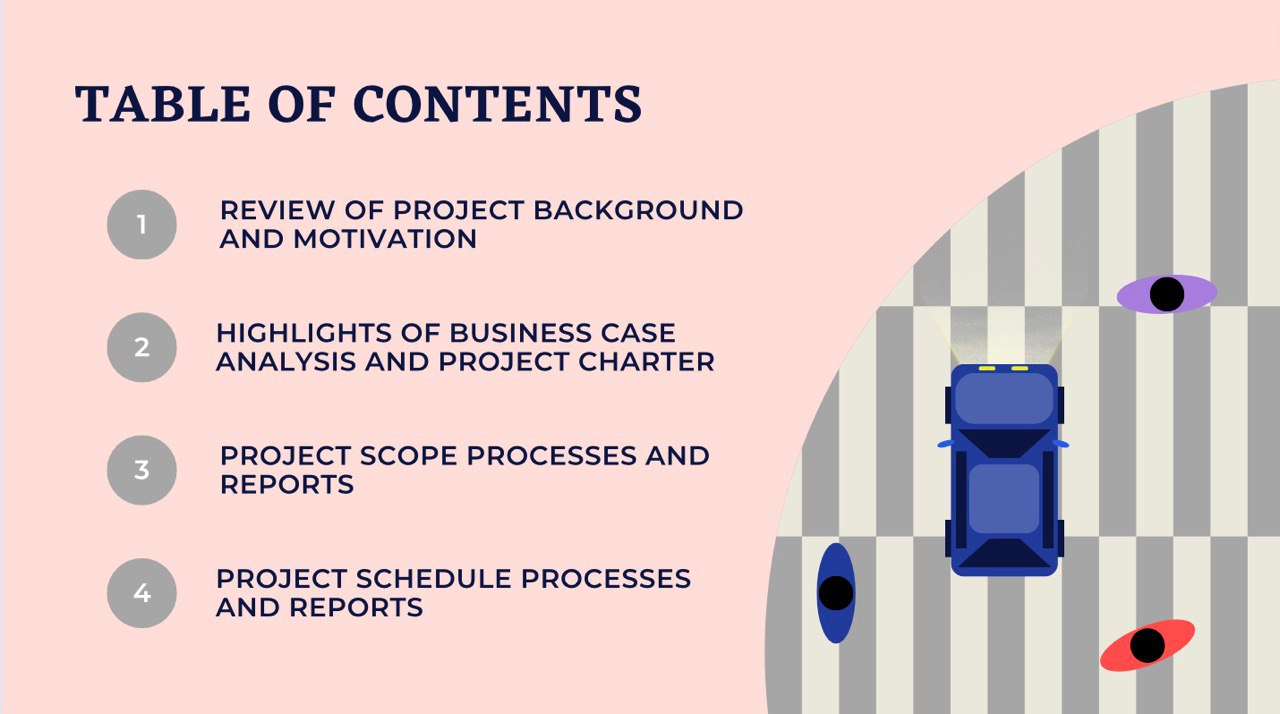 TABLE OF CONTENTS
1
REVIEW OF PROJECT BACKGROUND
AND MOTIVATION
2
HIGHLIGHTS OF BUSINESS CASE
ANALYSIS AND PROJECT CHARTER
3
PROJECT SCOPE PROCESSES AND
REPORTS
4
PROJECT SCHEDULE PROCESSES
AND REPORTS